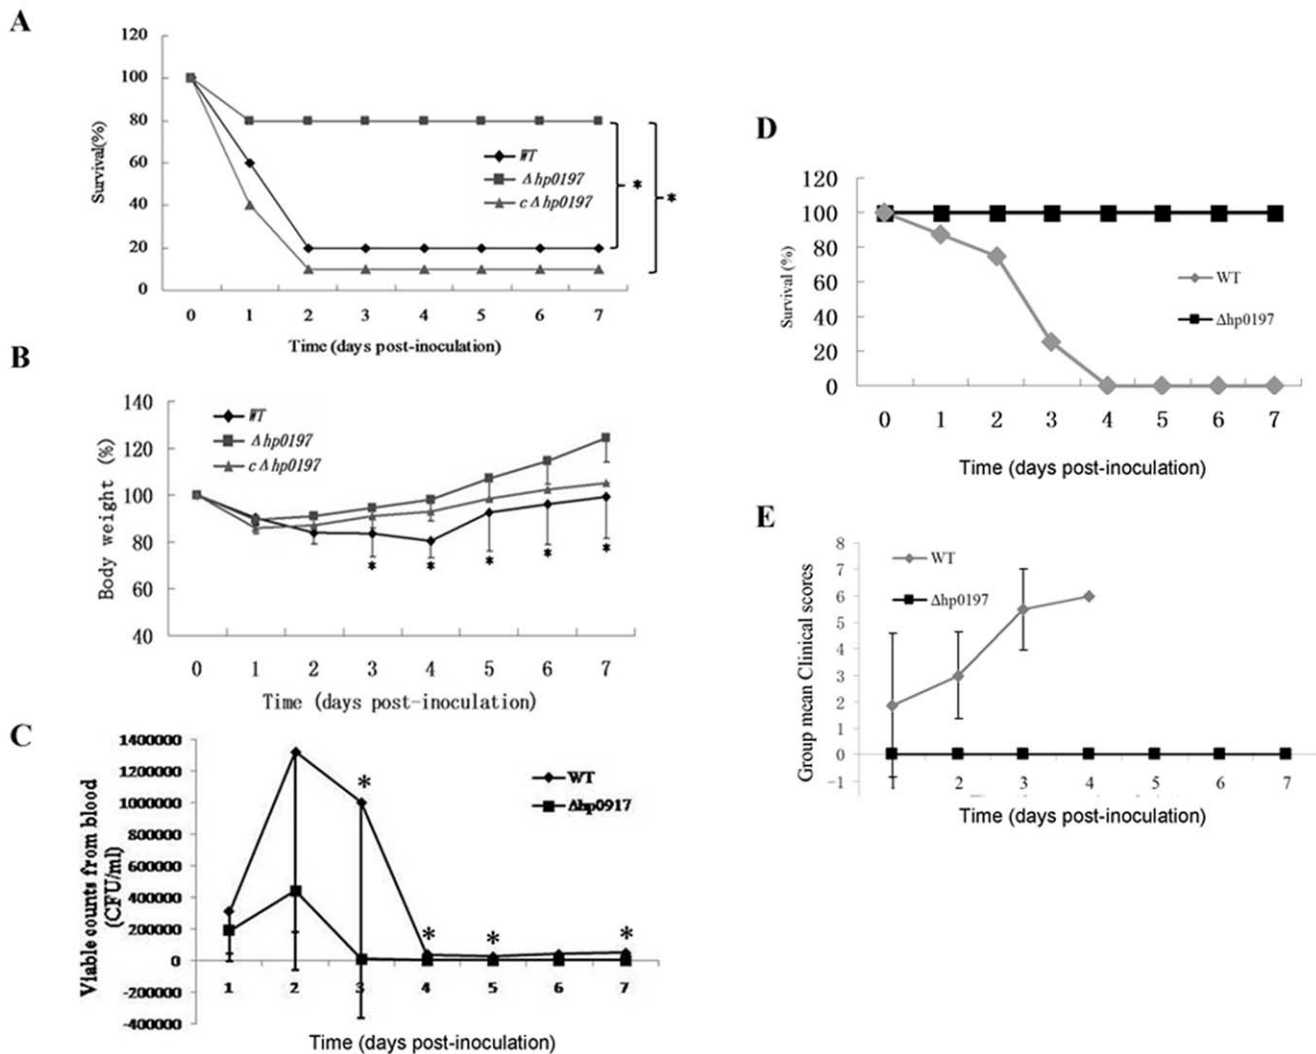 A
120
100
80
60
40
20
0
Survival(%)
WT
Δhp0197
cΔhp0197
*
*
0 1 2 3 4 5 6 7
Time (days post-inoculation)
B
140
120
100
80
60
40
Body weight (%)
WT
Δhp0197
cΔhp0197
* * * * *
0 1 2 3 4 5 6 7
Time (days post-inoculation)
C
1400000
1200000
1000000
800000
600000
400000
200000
0
-200000
-400000
Viable counts from blood
(CFU/ml)
WT
Δhp0917
* * * *
1 2 3 4 5 6 7
Time (days post-inoculation)
D
120
100
80
60
40
20
0
Survival (%)
WT
Δhp0197
0 1 2 3 4 5 6 7
Time (days post-inoculation)
E
8
7
6
5
4
3
2
1
0
-1
Group mean Clinical scores
WT
Δhp0197
1 2 3 4 5 6 7
Time (days post-inoculation)